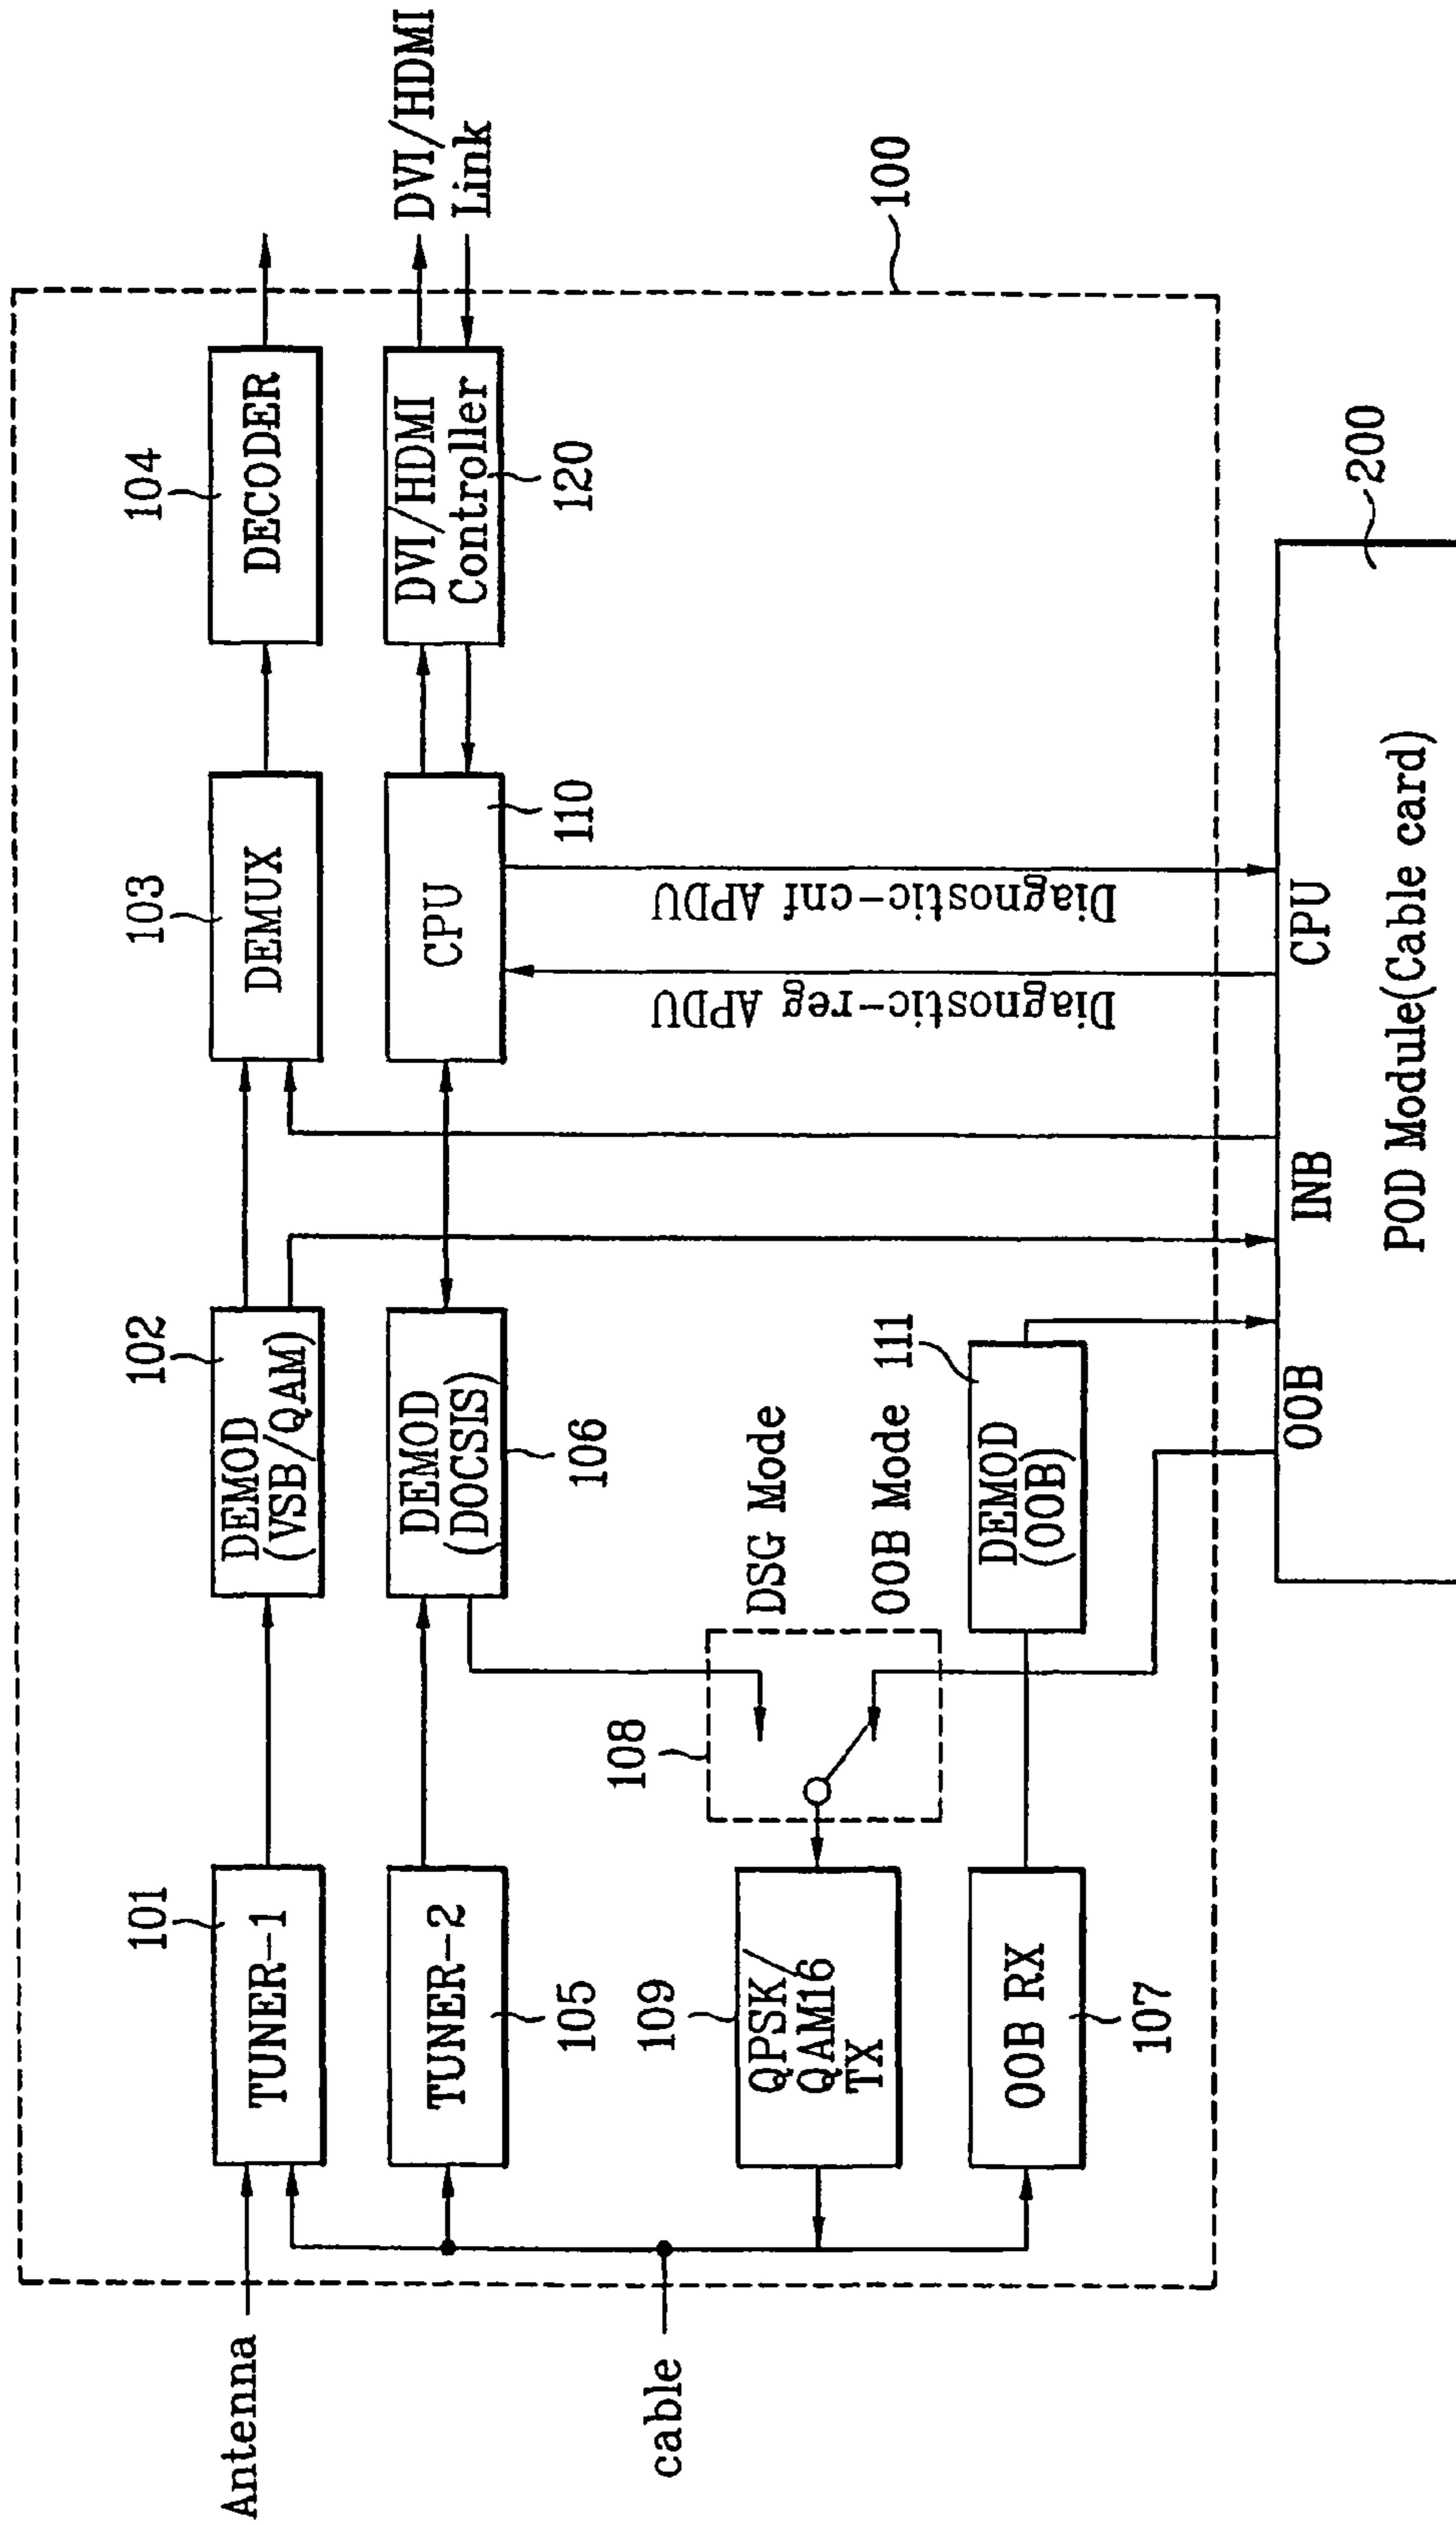 Antenna
101
TUNER-1
102
DEMOD
(VSB/QAM)
103
DEMUX
104
DECODER
TUNER-2
105
DEMOD
(DOCSIS)
106
CPU
110
DVI/HDMI
Controller
120
DVI/HDMI
Link
cable
109
QPSK/
QAM16
TX
108
DSG Mode
OOB Mode
OOB RX
107
111
DEMOD
(OOB)
Diagnostic-reg APDU
Diagnostic-cnf APDU
100
OOB
INB
CPU
200
POD Module(Cable card)